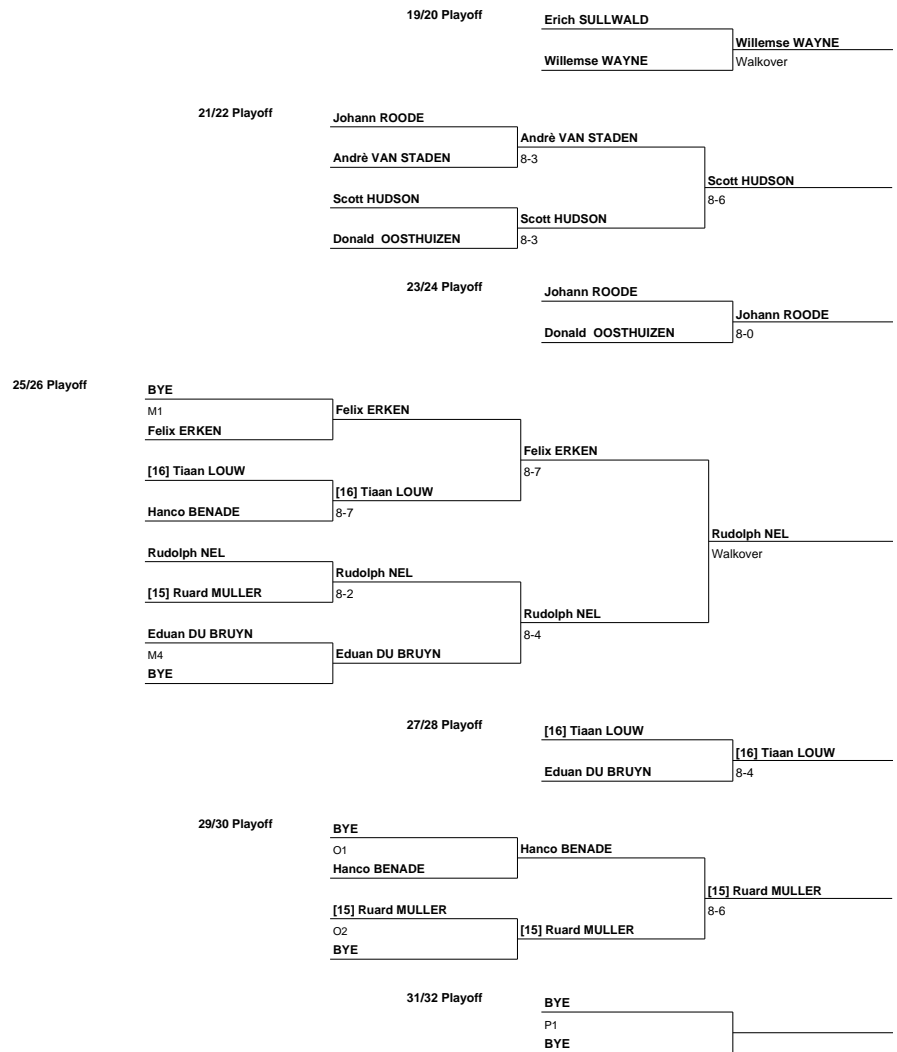 19/20 Playoff
Erich SULLWALD
Willemse WAYNE
Willemse WAYNE
Walkover
21/22 Playoff
Johann ROODE
Andrè VAN STADEN
Andrè VAN STADEN
8-3
Scott HUDSON
8-6
Scott HUDSON
Scott HUDSON
Donald OOSTHUIZEN
8-3
23/24 Playoff
Johann ROODE
Johann ROODE
Donald OOSTHUIZEN
8-0
25/26 Playoff
BYE
M1
Felix ERKEN
Felix ERKEN
Felix ERKEN
8-7
[16] Tiaan LOUW
[16] Tiaan LOUW
Hanco BENADE
8-7
Rudolph NEL
Walkover
Rudolph NEL
Rudolph NEL
[15] Ruard MULLER
8-2
Rudolph NEL
8-4
Eduan DU BRUYN
M4
Eduan DU BRUYN
BYE
27/28 Playoff
[16] Tiaan LOUW
[16] Tiaan LOUW
Eduan DU BRUYN
8-4
29/30 Playoff
BYE
O1
Hanco BENADE
Hanco BENADE
[15] Ruard MULLER
8-6
[15] Ruard MULLER
O2
[15] Ruard MULLER
BYE
31/32 Playoff
BYE
P1
BYE